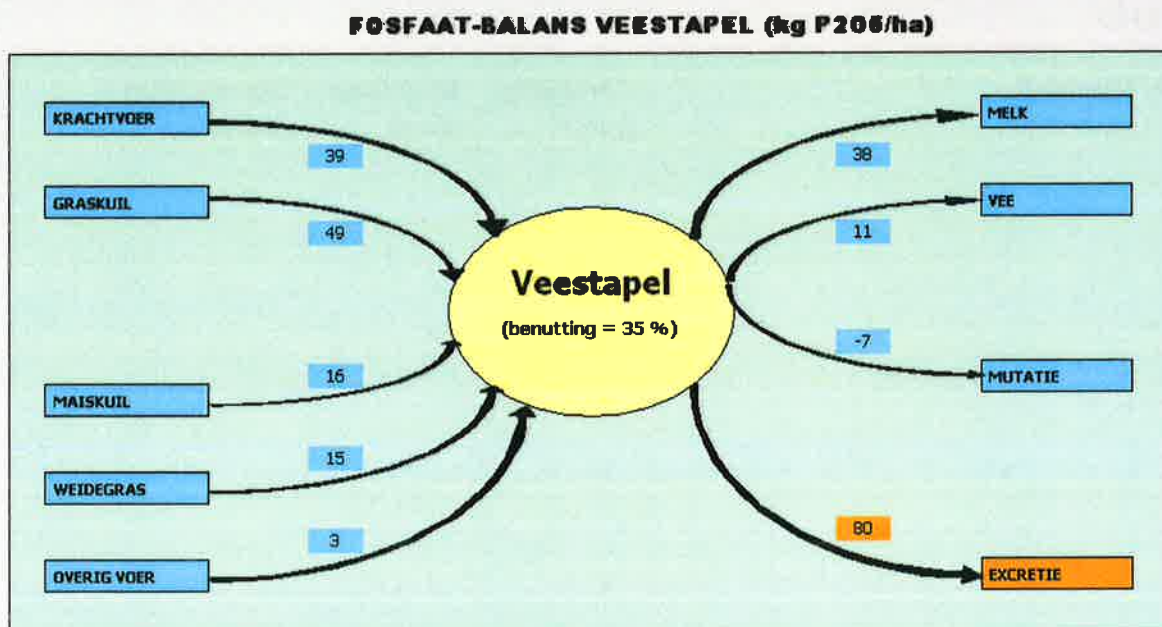 FOSFAAT-BALANS VEESTAPEL (kg P206/ha)
KRACHTVOER
39
GRASKUIL
49
MAISKUIL
16
WEIDEGRAS
15
OVERIG VOER
3
Veestapel
(benutting = 35 %)
MELK
38
VEE
11
-7
MUTATIE
80
EXCRETIE